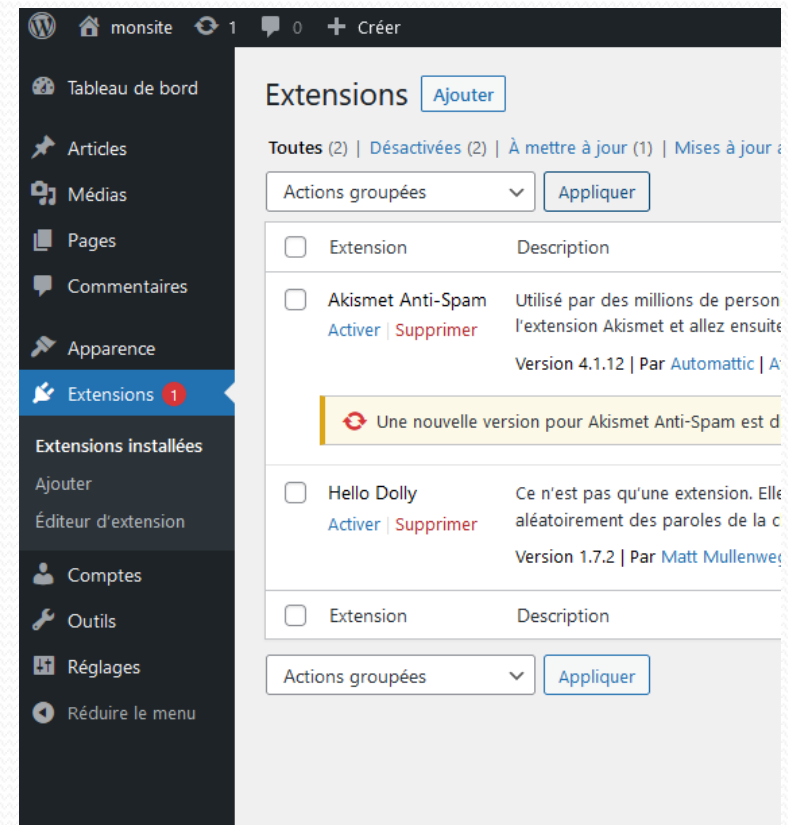 monsite 1 0 + Créer
Tableau de bord
Articles
Médias
Pages
Commentaires
Apparence
Extensions 1
Extensions installées
Ajouter
Éditeur d'extension
Comptes
Outils
Réglages
Réduire le menu
Extensions Ajouter
Toutes (2) | Désactivées (2) | À mettre à jour (1) | Mises à jour
Actions groupées Appliquer
Extension Description
Akismet Anti-Spam Utilisé par des millions de person
Activer | Supprimer l'extension Akismet et allez ensuite
Version 4.1.12 | Par Automattic |
Une nouvelle version pour Akismet Anti-Spam est d
Hello Dolly Ce n'est pas qu'une extension. Elle
Activer | Supprimer aléatoirement des paroles de la c
Version 1.7.2 | Par Matt Mullenweg
Extension Description
Actions groupées Appliquer